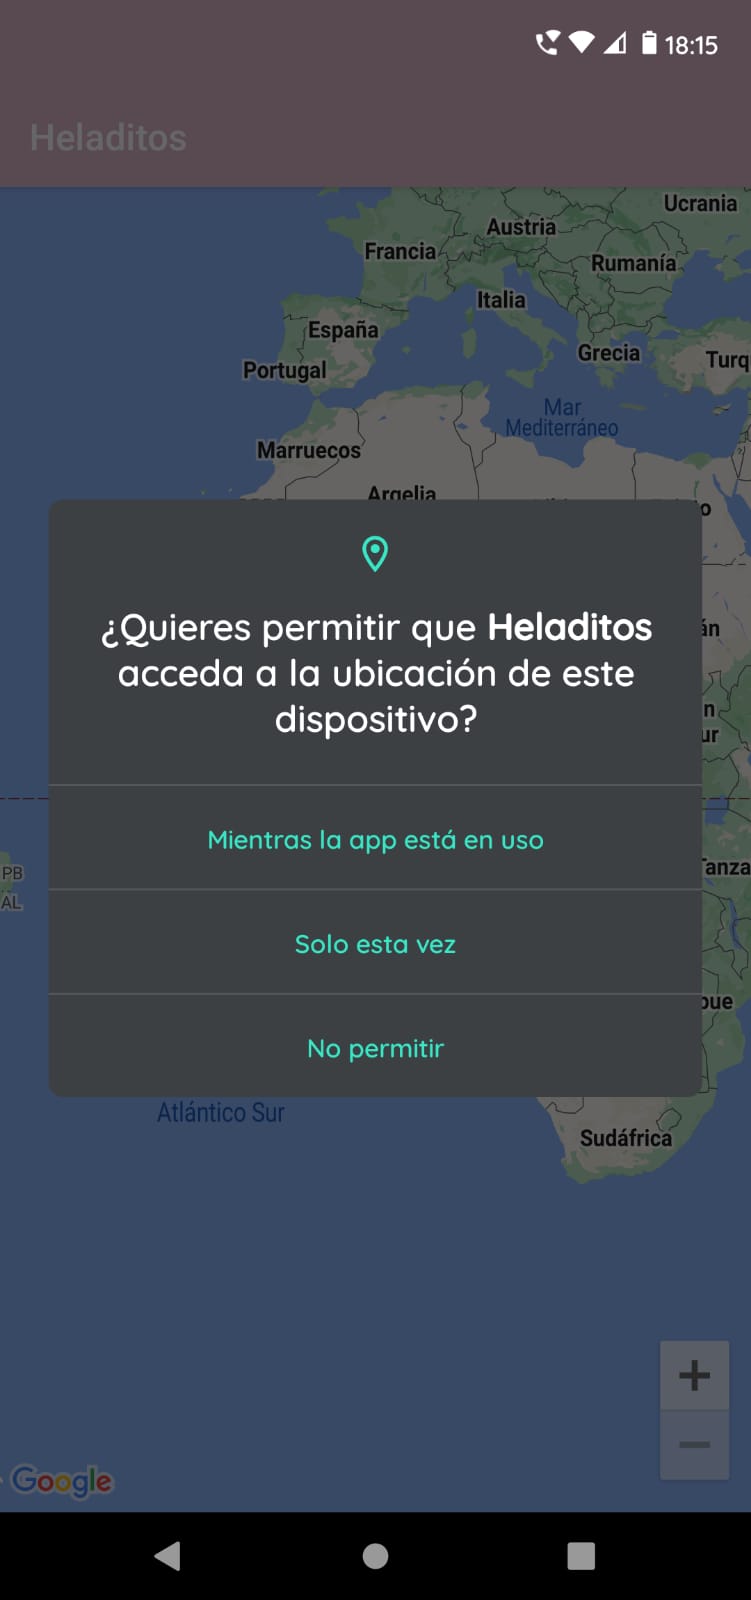 18:15
Heladitos
Ucrania
Austria
Francia
Rumanía
Italia
España
Grecia
Portugal
Turq
Mar
Mediterráneo
Marruecos
Argelia
o
¿Quieres permitir que Heladitos
acceda a la ubicación de este
dispositivo?
án
n
ur
Mientras la app está en uso
PB
AL
anza
Solo esta vez
que
No permitir
Atlántico Sur
Sudáfrica
+
−
Google